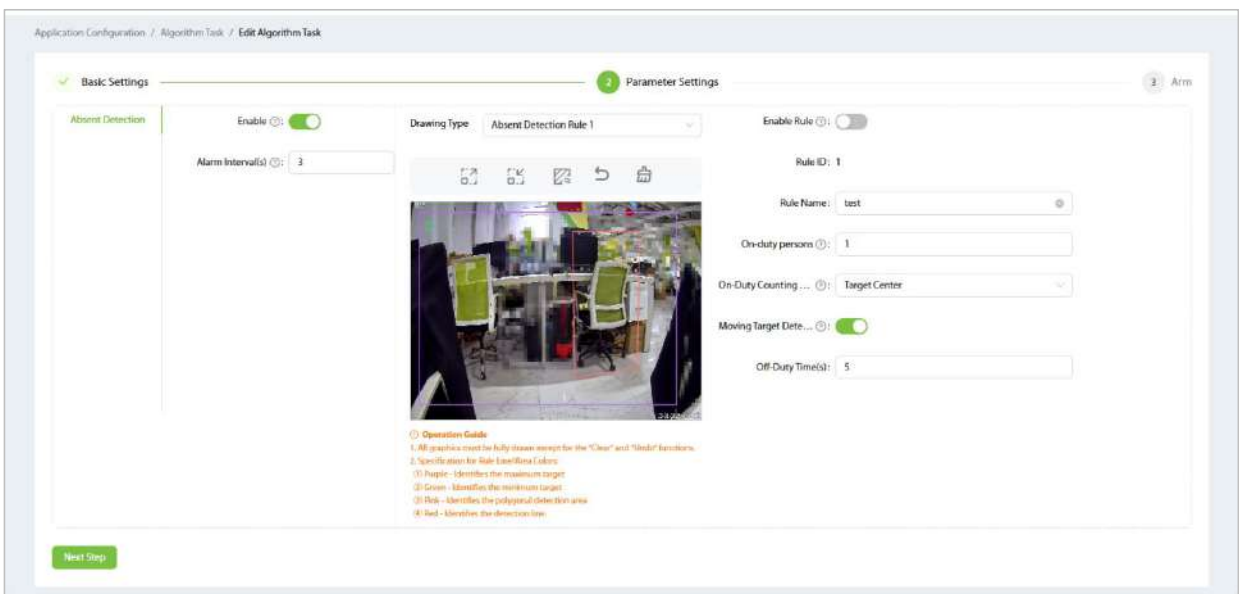 Application Configuration / Algorithm Task / Edit Algorithm Task
Basic Settings
2 Parameter Settings
3 Arm
Absent Detection
Enable ?:
Alarm Interval(s) ?: 3
Drawing Type Absent Detection Rule 1
Enable Rule ?:
Rule ID: 1
Rule Name: test
On-duty persons ?: 1
On-Duty Counting ... ?: Target Center
Moving Target Dete... ?:
Off-Duty Time(s): 5
Operation Guide
1. All graphics must be fully drawn except for the "Clear" and "Undo" functions.
2. Specification for Rule Line/Area Colors:
① Purple - Identifies the maximum target
② Green - Identifies the minimum target
③ Pink - Identifies the polygonal detection area
④ Red - Identifies the detection line
Next Step